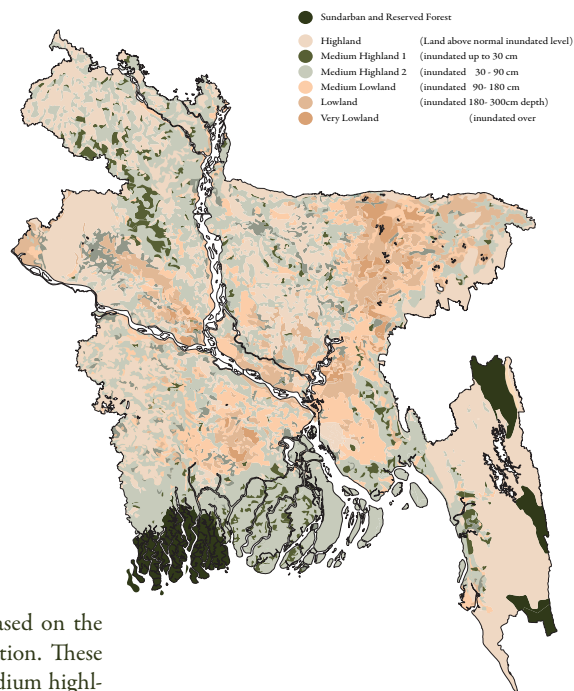 Sundarban and Reserved Forest
Highland (Land above normal inundated level)
Medium Highland 1 (inundated up to 30 cm
Medium Highland 2 (inundated 30 - 90 cm
Medium Lowland (inundated 90- 180 cm
Lowland (inundated 180- 300cm depth)
Very Lowland (inundated over
ased on the
tion. These
dium highl-